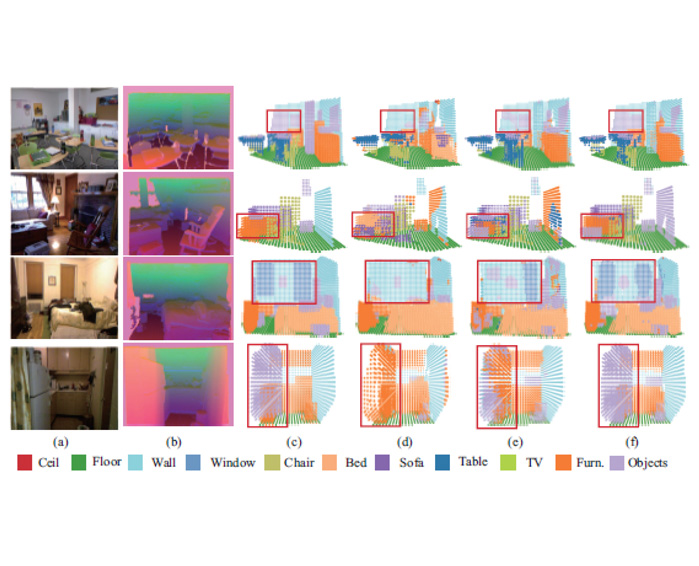 (a) (b) (c) (d) (e) (f)
Ceil Floor Wall Window Chair Bed Sofa Table TV Furn. Objects